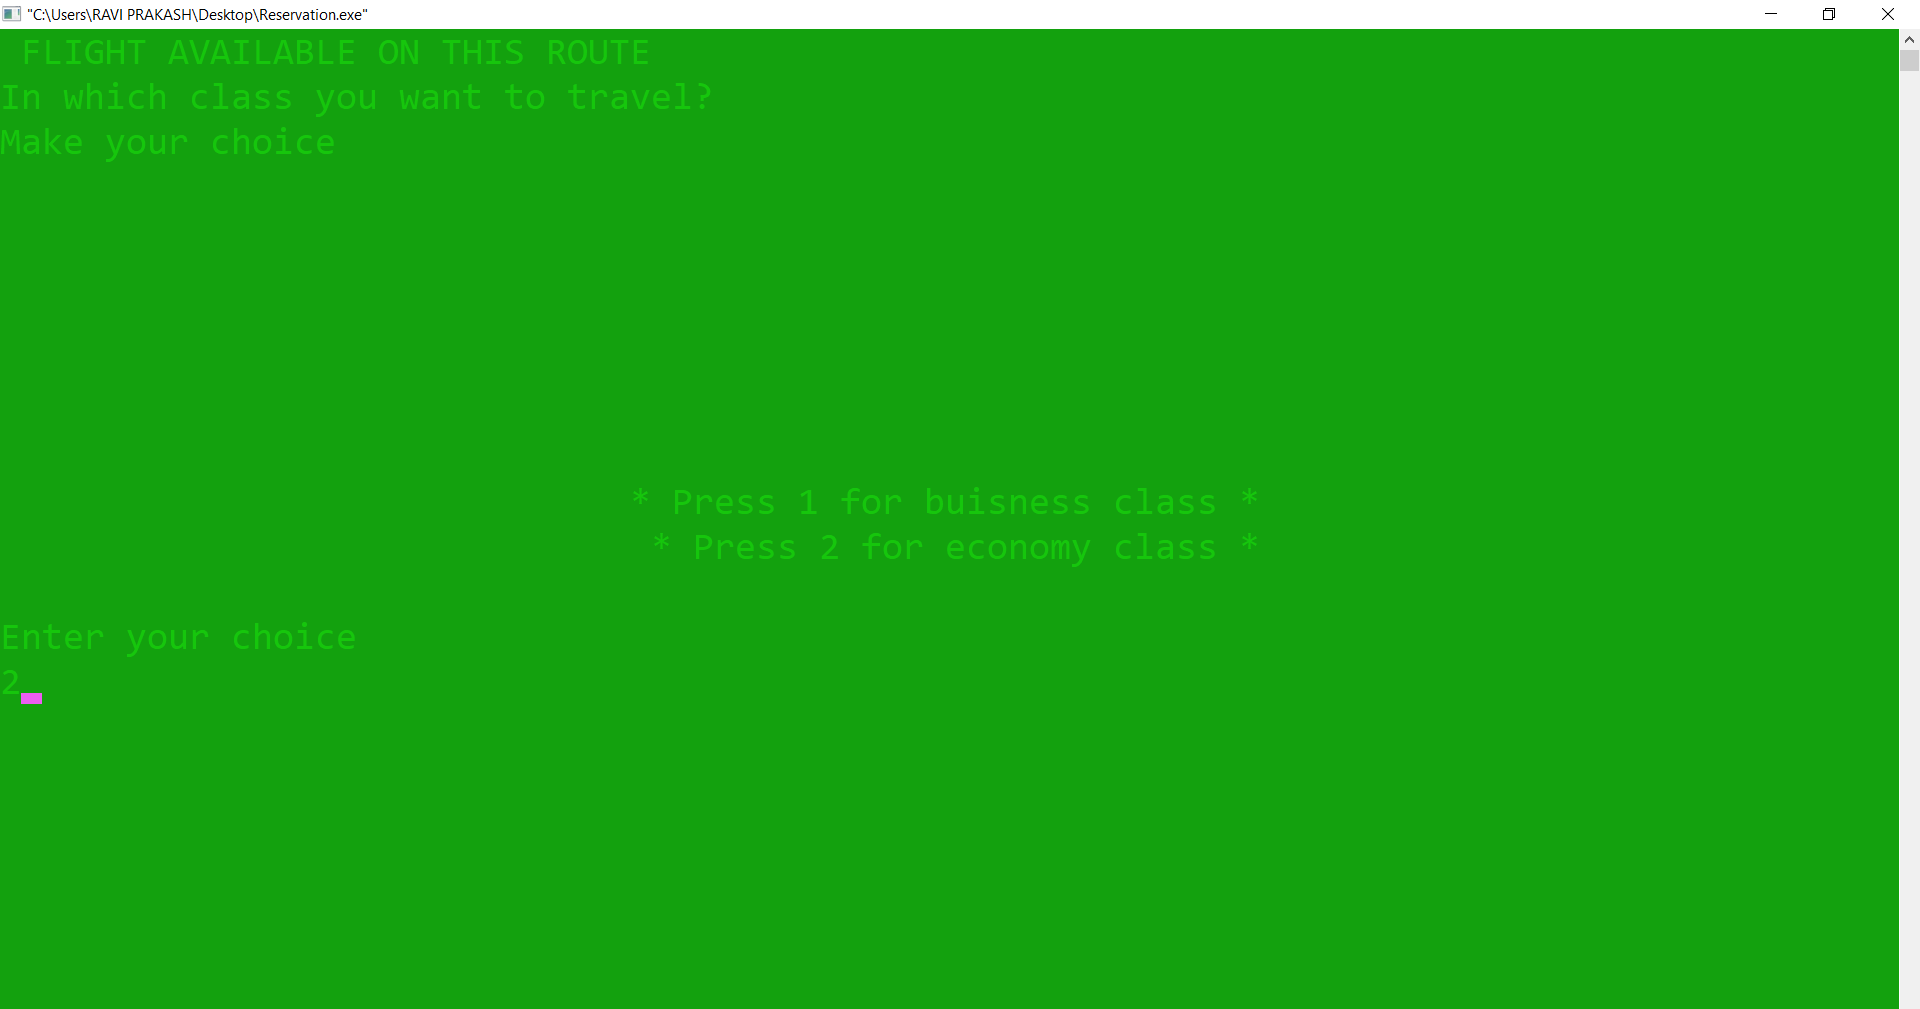 "C:\Users\RAVI PRAKASH\Desktop\Reservation.exe"
FLIGHT AVAILABLE ON THIS ROUTE
In which class you want to travel?
Make your choice
* Press 1 for buisness class *
* Press 2 for economy class *
Enter your choice
2